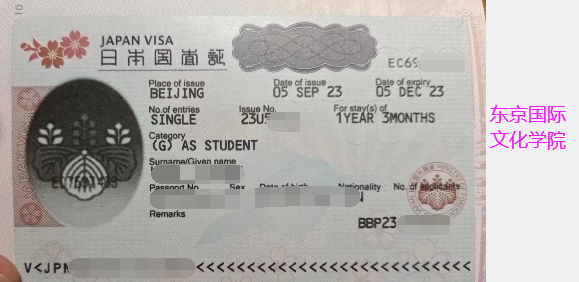 JAPAN VISA
日本国査証
EC69
Place of issue Date of issue Date of expiry
BEIJING 05 SEP 23 05 DEC 23
No.of entries Issue No. For stay(s) of
SINGLE 23U5 1YEAR 3MONTHS
Category
(G) AS STUDENT
Surname/Given name
Passport No Sex Date of birth Nationality No. of applicants
Remarks
BBP23
V<JPN <<<<<<<<<<<<<<<<<<<<<<<<
东京国际
文化学院